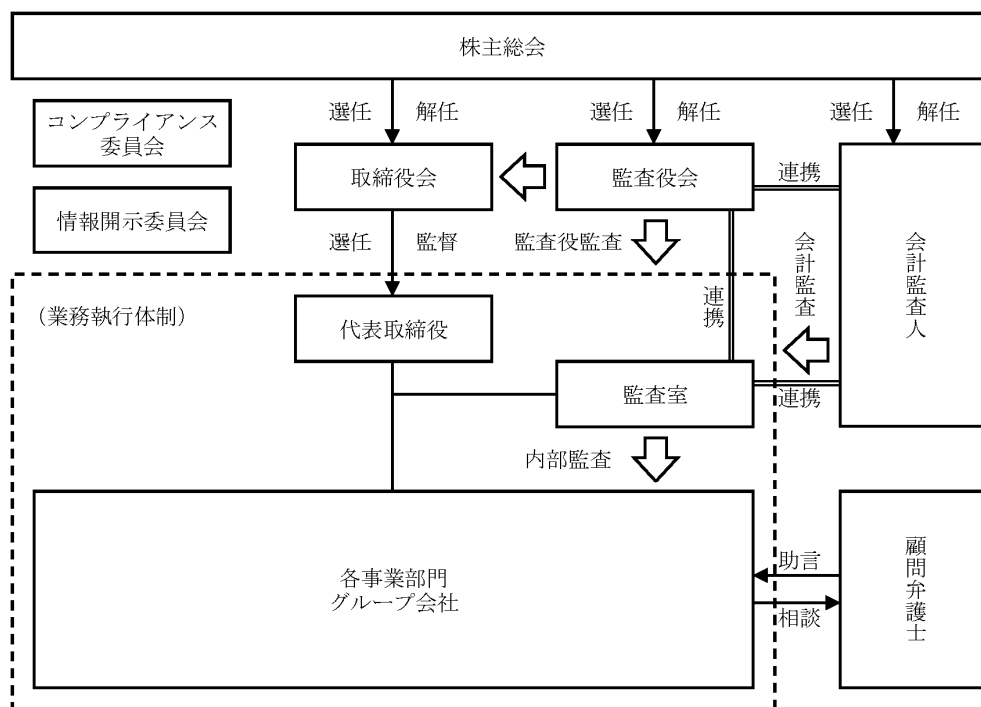 株主総会
選任
解任
選任
解任
選任
解任
コンプライアンス
委員会
取締役会
監査役会
連携
情報開示委員会
選任
監督
監査役監査
会計監査
会計監査人
（業務執行体制）
代表取締役
連携
監査室
連携
内部監査
各事業部門
グループ会社
助言
相談
顧問弁護士